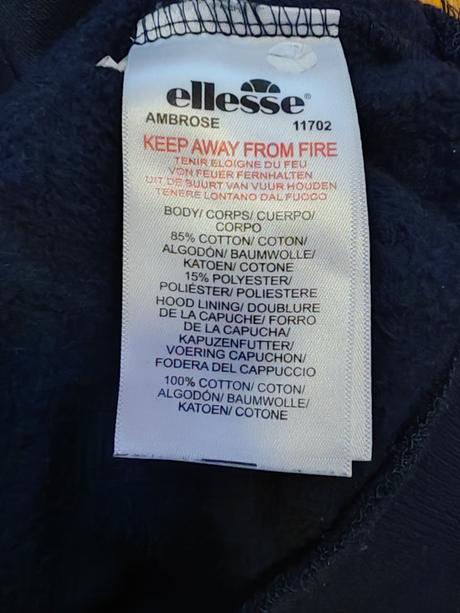 ellesse®
AMBROSE 11702
KEEP AWAY FROM FIRE
TENIR ELOIGNE DU FEU
VON FEUER FERNHALTEN
UIT DE BUURT VAN VUUR HOUDEN
TENERE LONTANO DAL FUOCO
BODY/ CORPS/ CUERPO/
CORPO
85% COTTON/ COTON/
ALGODÓN/ BAUMWOLLE/
KATOEN/ COTONE
15% POLYESTER/
POLIÉSTER/ POLIESTERE
HOOD LINING/ DOUBLURE
DE LA CAPUCHE/ FORRO
DE LA CAPUCHA/
KAPUZENFUTTER/
VOERING CAPUCHON/
FODERA DEL CAPPUCCIO
100% COTTON/ COTON/
ALGODÓN/ BAUMWOLLE/
KATOEN/ COTONE